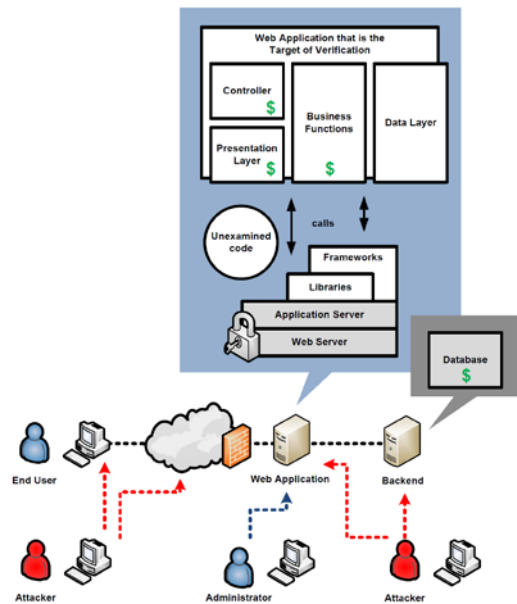 Web Application that is the
Target of Verification
Controller
$
Presentation
Layer
$
Business
Functions
$
Data Layer
calls
Unexamined
code
Frameworks
Libraries
Application Server
Web Server
Database
$
End User
Web Application
Backend
Attacker
Administrator
Attacker